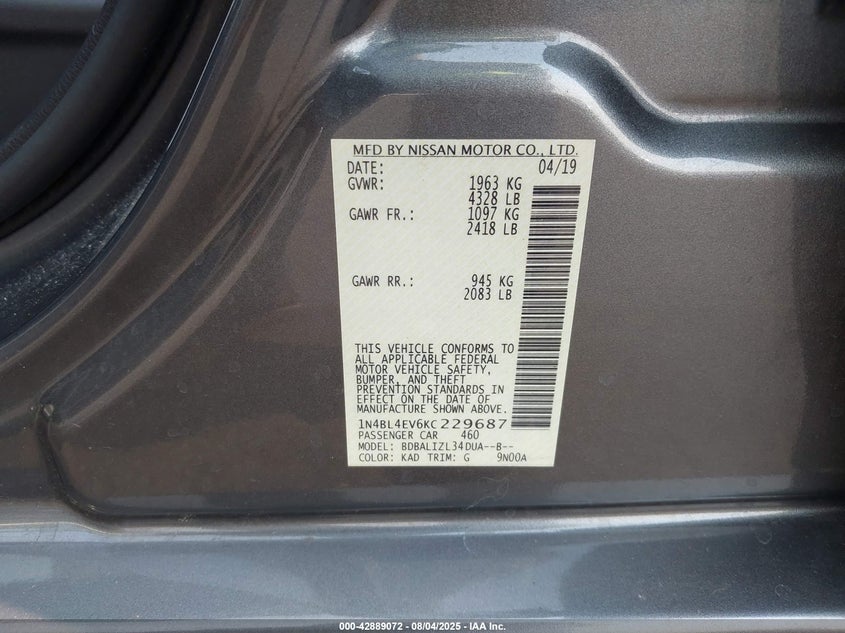 MFD BY NISSAN MOTOR CO., LTD.
DATE: 04/19
GVWR: 1963 KG
4328 LB
GAWR FR.: 1097 KG
2418 LB
GAWR RR.: 945 KG
2083 LB
THIS VEHICLE CONFORMS TO
ALL APPLICABLE FEDERAL
MOTOR VEHICLE SAFETY,
BUMPER, AND THEFT
PREVENTION STANDARDS IN
EFFECT ON THE DATE OF
MANUFACTURE SHOWN ABOVE.
1N4BL4EV6KC229687
PASSENGER CAR 460
MODEL: BDBALIZL34DUA--B--
COLOR: KAD TRIM: G 9N00A
000-42889072 - 08/04/2025 - IAA Inc.